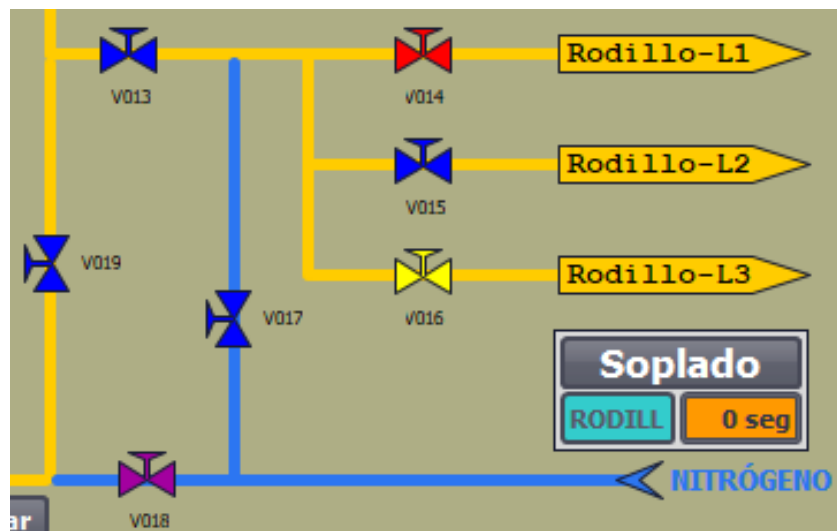 Rodillo-L1
V013
V014
Rodillo-L2
V015
V019
Rodillo-L3
V017
V016
Soplado
RODILL
0 seg
NITRÓGENO
ar
V018